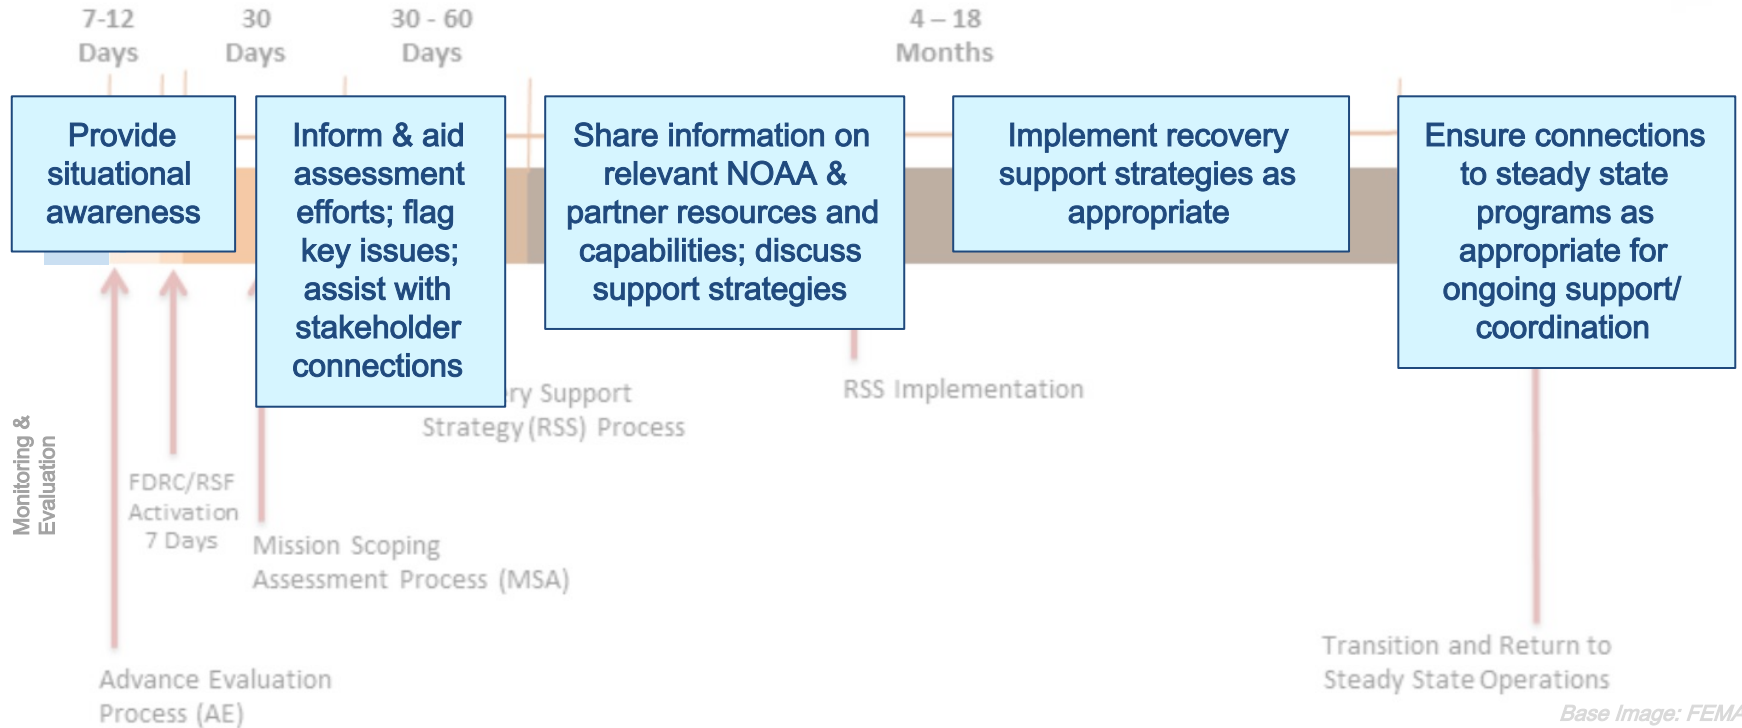 7-12
Days
30
Days
30 - 60
Days
4 – 18
Months
Provide
situational
awareness
Inform & aid
assessment
efforts; flag
key issues;
assist with
stakeholder
connections
Share information on
relevant NOAA &
partner resources and
capabilities; discuss
support strategies
Implement recovery
support strategies as
appropriate
Ensure connections
to steady state
programs as
appropriate for
ongoing support/
coordination
Monitoring &
Evaluation
FDRC/RSF
Activation
7 Days
Support
Strategy (RSS) Process
RSS Implementation
Mission Scoping
Assessment Process (MSA)
Advance Evaluation
Process (AE)
Transition and Return to
Steady State Operations
Base Image: FEMA